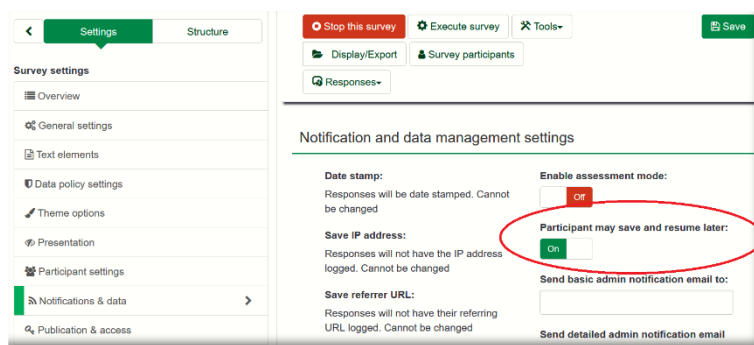 Settings
Structure
Survey settings
Overview
General settings
Text elements
Data policy settings
Theme options
Presentation
Participant settings
Notifications & data
Publication & access
Stop this survey
Execute survey
Tools
Save
Display/Export
Survey participants
Responses
Notification and data management settings
Date stamp:
Responses will be date stamped. Cannot
be changed
Save IP address:
Responses will not have the IP address
logged. Cannot be changed
Save referrer URL:
Responses will not have their referring
URL logged. Cannot be changed
Enable assessment mode:
Off
Participant may save and resume later:
On
Send basic admin notification email to:
Send detailed admin notification email